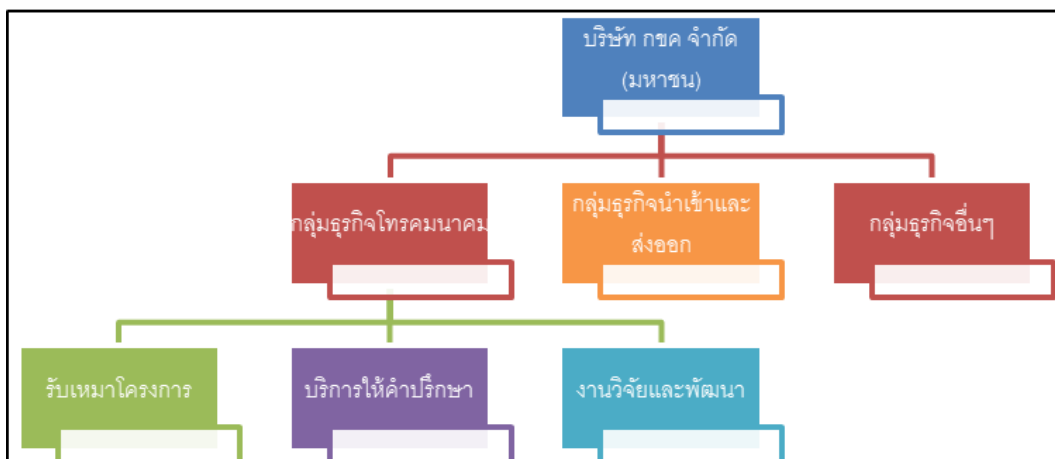 บริษัท กขค จำกัด
(มหาชน)
กลุ่มธุรกิจโทรคมนาคม
กลุ่มธุรกิจนำเข้าและ
ส่งออก
กลุ่มธุรกิจอื่นๆ
รับเหมาโครงการ
บริการให้คำปรึกษา
งานวิจัยและพัฒนา